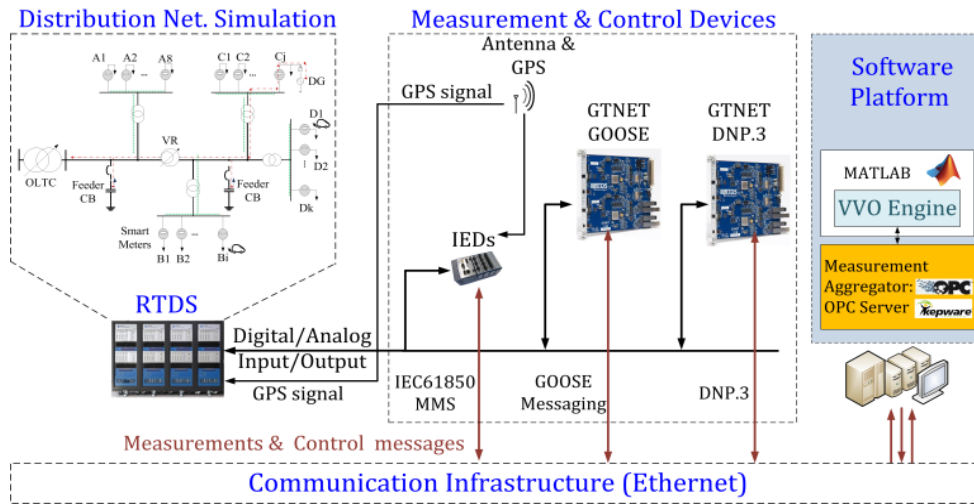 Distribution Net. Simulation
A1 A2 ... A8
C1 C2 ... Cj
DG
D1
D2
Dk
VR
OLTC
Feeder
CB
Feeder
CB
Smart
Meters
B1 B2 Bi
RTDS
Measurement & Control Devices
Antenna &
GPS
GPS signal
GTNET
GOOSE
GTNET
DNP.3
IEDs
Digital/Analog
Input/Output
GPS signal
IEC61850
MMS
GOOSE
Messaging
DNP.3
Measurements & Control messages
Software
Platform
MATLAB
VVO Engine
Measurement
Aggregator: OPC
OPC Server kepware
Communication Infrastructure (Ethernet)